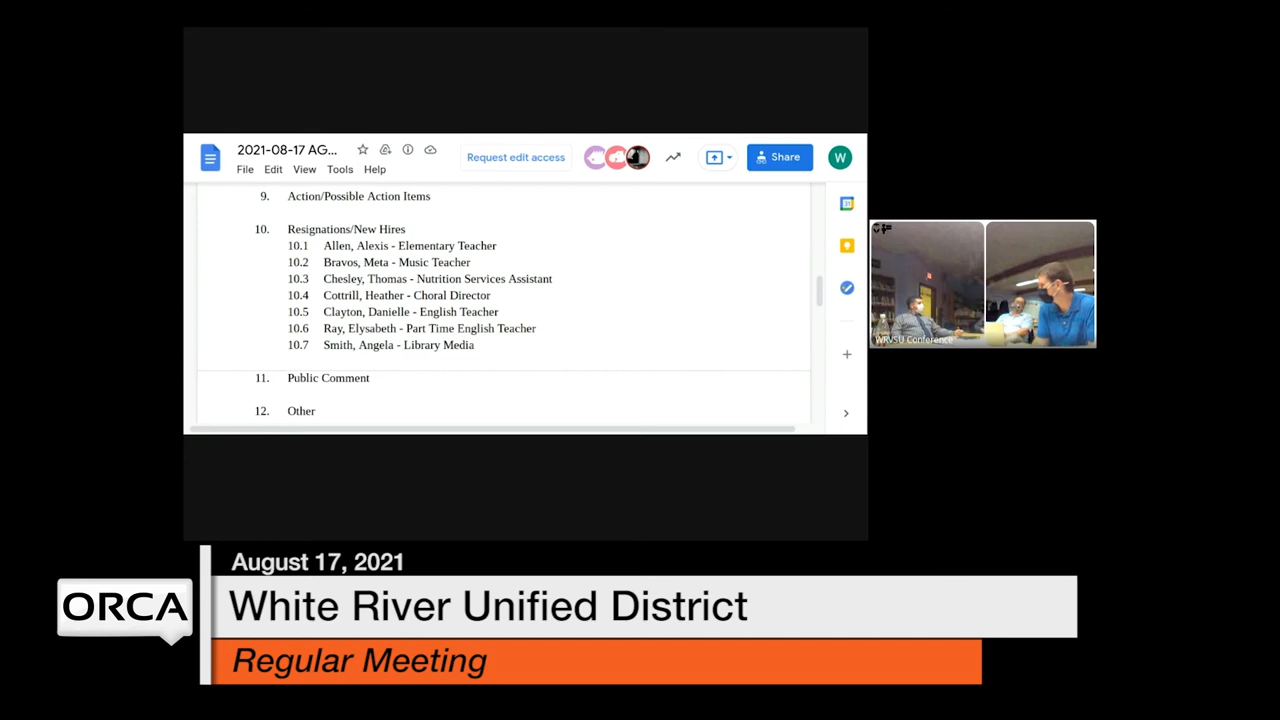 2021-08-17 AG...
File Edit View Tools Help
Request edit access
Share
W
9. Action/Possible Action Items
10. Resignations/New Hires
10.1 Allen, Alexis - Elementary Teacher
10.2 Bravos, Meta - Music Teacher
10.3 Chesley, Thomas - Nutrition Services Assistant
10.4 Cottrill, Heather - Choral Director
10.5 Clayton, Danielle - English Teacher
10.6 Ray, Elysabeth - Part Time English Teacher
10.7 Smith, Angela - Library Media
11. Public Comment
12. Other
31
WRVSU Conference
August 17, 2021
ORCA
White River Unified District
Regular Meeting